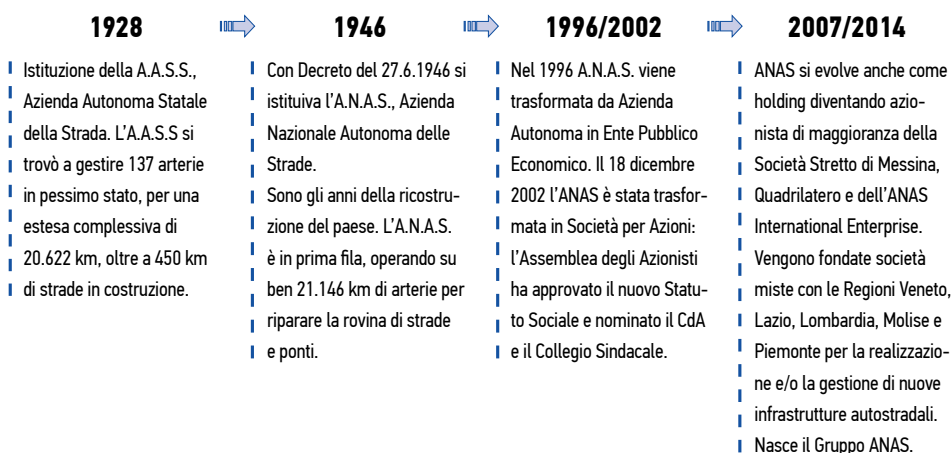 1928
Istituzione della A.A.S.S.,
Azienda Autonoma Statale
della Strada. L’A.A.S.S si
trovò a gestire 137 arterie
in pessimo stato, per una
estesa complessiva di
20.622 km, oltre a 450 km
di strade in costruzione.
1946
Con Decreto del 27.6.1946 si
istituiva l’A.N.A.S., Azienda
Nazionale Autonoma delle
Strade.
Sono gli anni della ricostru-
zione del paese. L’A.N.A.S.
è in prima fila, operando su
ben 21.146 km di arterie per
riparare la rovina di strade
e ponti.
1996/2002
Nel 1996 A.N.A.S. viene
trasformata da Azienda
Autonoma in Ente Pubblico
Economico. Il 18 dicembre
2002 l’ANAS è stata trasfor-
mata in Società per Azioni:
l’Assemblea degli Azionisti
ha approvato il nuovo Statu-
to Sociale e nominato il CdA
e il Collegio Sindacale.
2007/2014
ANAS si evolve anche come
holding diventando azio-
nista di maggioranza della
Società Stretto di Messina,
Quadrilatero e dell’ANAS
International Enterprise.
Vengono fondate società
miste con le Regioni Veneto,
Lazio, Lombardia, Molise e
Piemonte per la realizzazio-
ne e/o la gestione di nuove
infrastrutture autostradali.
Nasce il Gruppo ANAS.